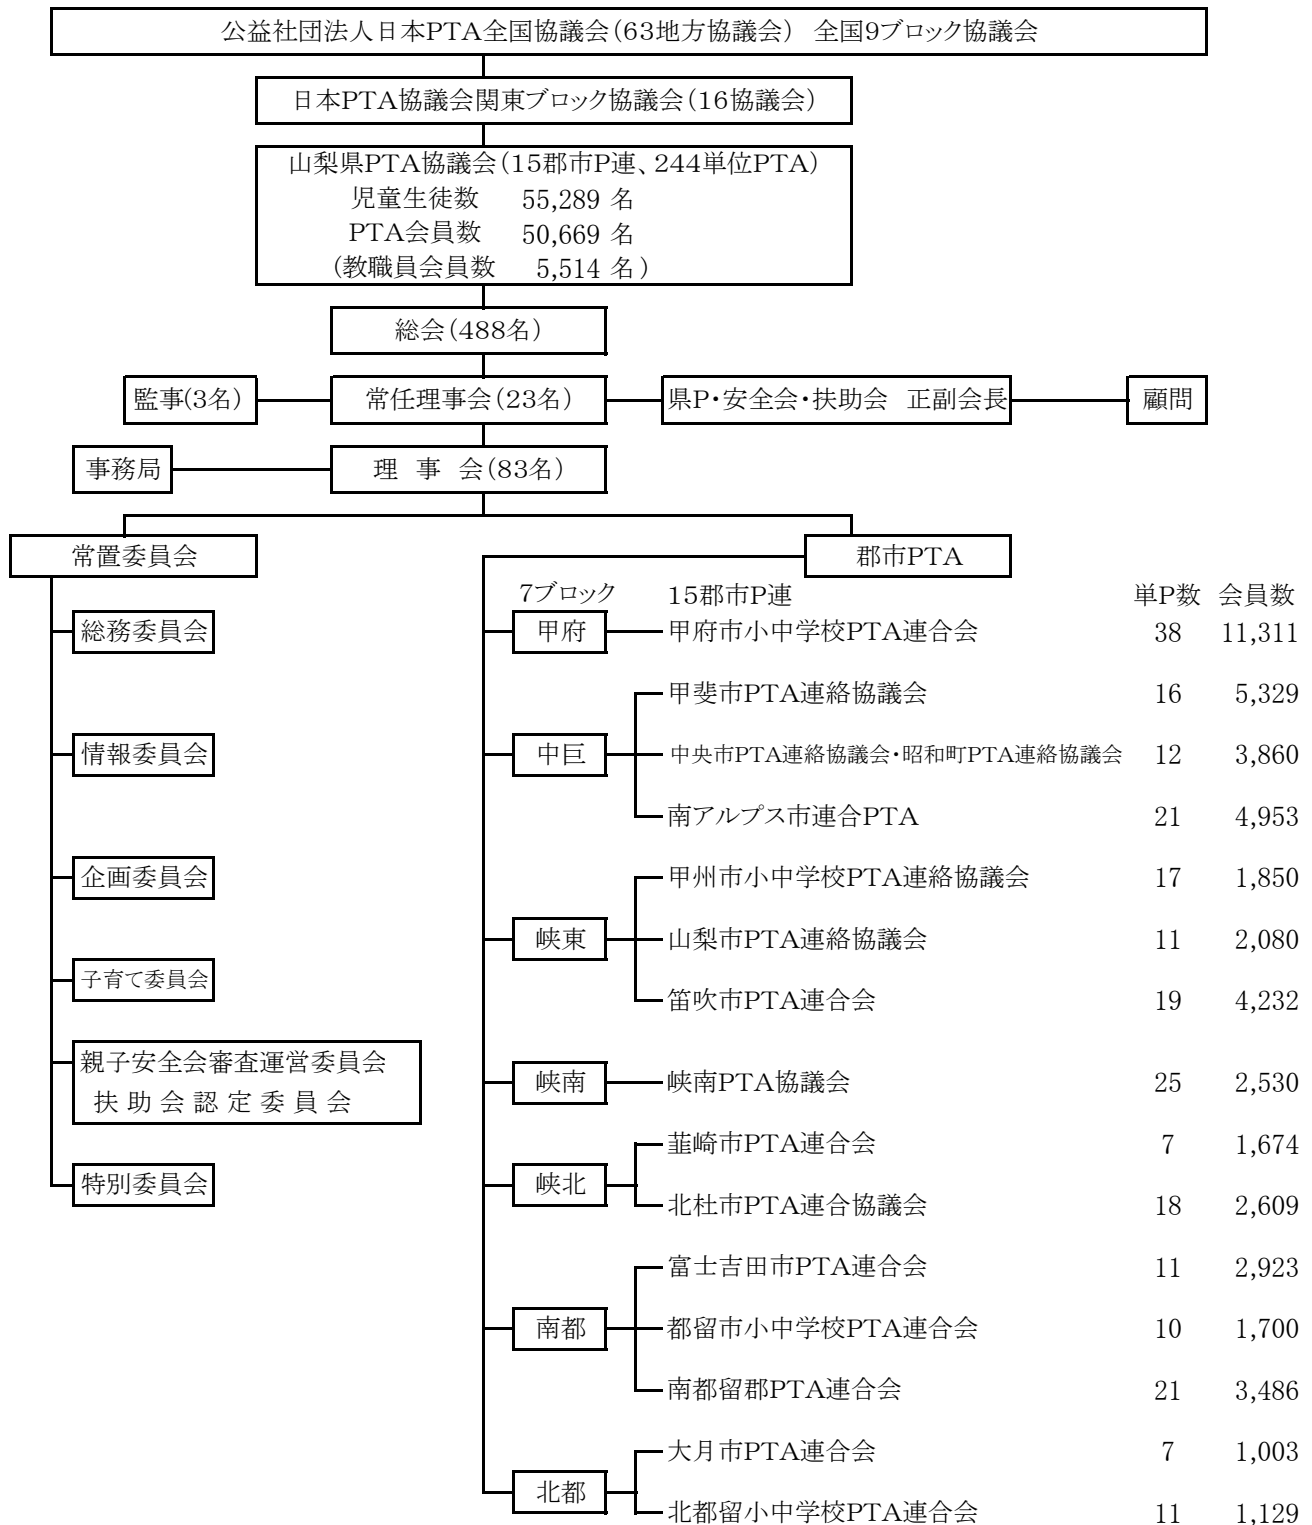 公益社団法人日本PTA全国協議会(63地方協議会) 全国9ブロック協議会
日本PTA協議会関東ブロック協議会(16協議会)
山梨県PTA協議会(15郡市P連、244単位PTA)
児童生徒数 55,289 名
PTA会員数 50,669 名
(教職員会員数 5,514 名)
総会(488名)
監事(3名) 常任理事会(23名) 県P・安全会・扶助会 正副会長 顧問
事務局 理 事 会(83名)
常置委員会
総務委員会
情報委員会
企画委員会
子育て委員会
親子安全会審査運営委員会
扶助会認定委員会
特別委員会
郡市PTA
7ブロック 15郡市P連 単P数 会員数
甲府 甲府市小中学校PTA連合会 38 11,311
甲斐市PTA連絡協議会 16 5,329
中巨 中央市PTA連絡協議会・昭和町PTA連絡協議会 12 3,860
南アルプス市連合PTA 21 4,953
甲州市小中学校PTA連絡協議会 17 1,850
峡東 山梨市PTA連絡協議会 11 2,080
笛吹市PTA連合会 19 4,232
峡南 峡南PTA協議会 25 2,530
韮崎市PTA連合会 7 1,674
峡北
北杜市PTA連合協議会 18 2,609
富士吉田市PTA連合会 11 2,923
南都 都留市小中学校PTA連合会 10 1,700
南都留郡PTA連合会 21 3,486
大月市PTA連合会 7 1,003
北都
北都留小中学校PTA連合会 11 1,129